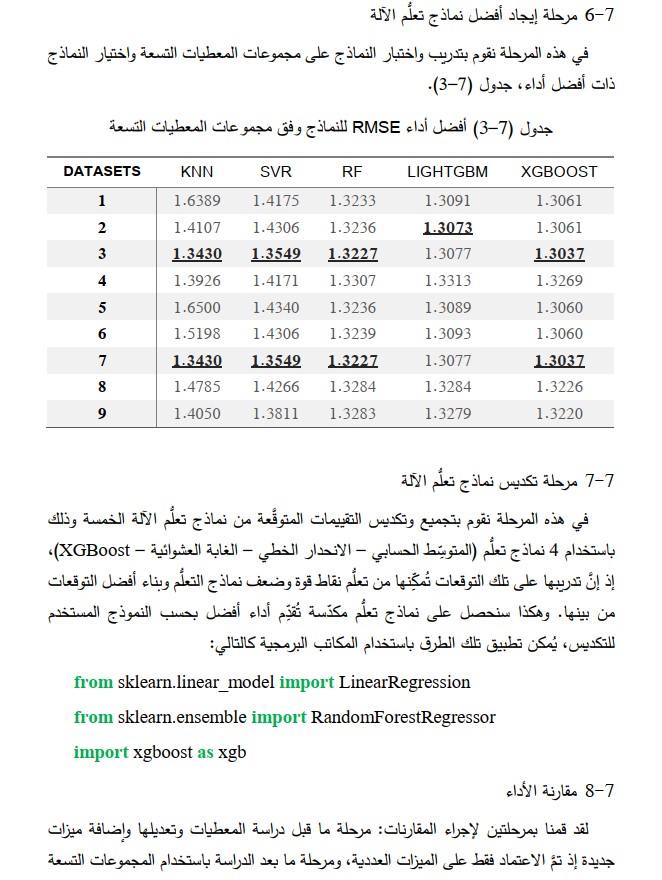 7-6 مرحلة إيجاد أفضل نماذج تعلُّم الآلة
في هذه المرحلة نقوم بتدريب واختبار النماذج على مجموعات المعطيات التسعة واختيار النماذج
ذات أفضل أداء، جدول (7-3).
جدول (7-3) أفضل أداء RMSE للنماذج وفق مجموعات المعطيات التسعة
DATASETS KNN SVR RF LIGHTGBM XGBOOST
1 1.6389 1.4175 1.3233 1.3091 1.3061
2 1.4107 1.4306 1.3236 1.3073 1.3061
3 1.3430 1.3549 1.3227 1.3077 1.3037
4 1.3926 1.4171 1.3307 1.3313 1.3269
5 1.6500 1.4340 1.3236 1.3089 1.3060
6 1.5198 1.4306 1.3239 1.3093 1.3060
7 1.3430 1.3549 1.3227 1.3077 1.3037
8 1.4785 1.4266 1.3284 1.3284 1.3226
9 1.4050 1.3811 1.3283 1.3279 1.3220
7-7 مرحلة تكديس نماذج تعلُّم الآلة
في هذه المرحلة نقوم بتجميع وتكديس التقييمات المتوقَّعة من نماذج تعلُّم الآلة الخمسة وذلك
باستخدام 4 نماذج تعلُّم (المتوسِّط الحسابي – الانحدار الخطي – الغابة العشوائية – XGBoost)،
إذ إنَّ تدريبها على تلك التوقعات تُمكِّنها من تعلُّم نقاط قوة وضعف نماذج التعلُّم وبناء أفضل التوقعات
من بينها. وهكذا سنحصل على نماذج تعلُّم مكدّسة تُقدِّم أداء أفضل بحسب النموذج المستخدم
للتكديس، يُمكن تطبيق تلك الطرق باستخدام المكاتب البرمجية كالتالي:
from sklearn.linear_model import LinearRegression
from sklearn.ensemble import RandomForestRegressor
import xgboost as xgb
7-8 مقارنة الأداء
لقد قمنا بمرحلتين لإجراء المقارنات: مرحلة ما قبل دراسة المعطيات وتعديلها وإضافة ميزات
جديدة إذ تمَّ الاعتماد فقط على الميزات العددية، ومرحلة ما بعد الدراسة باستخدام المجموعات التسعة